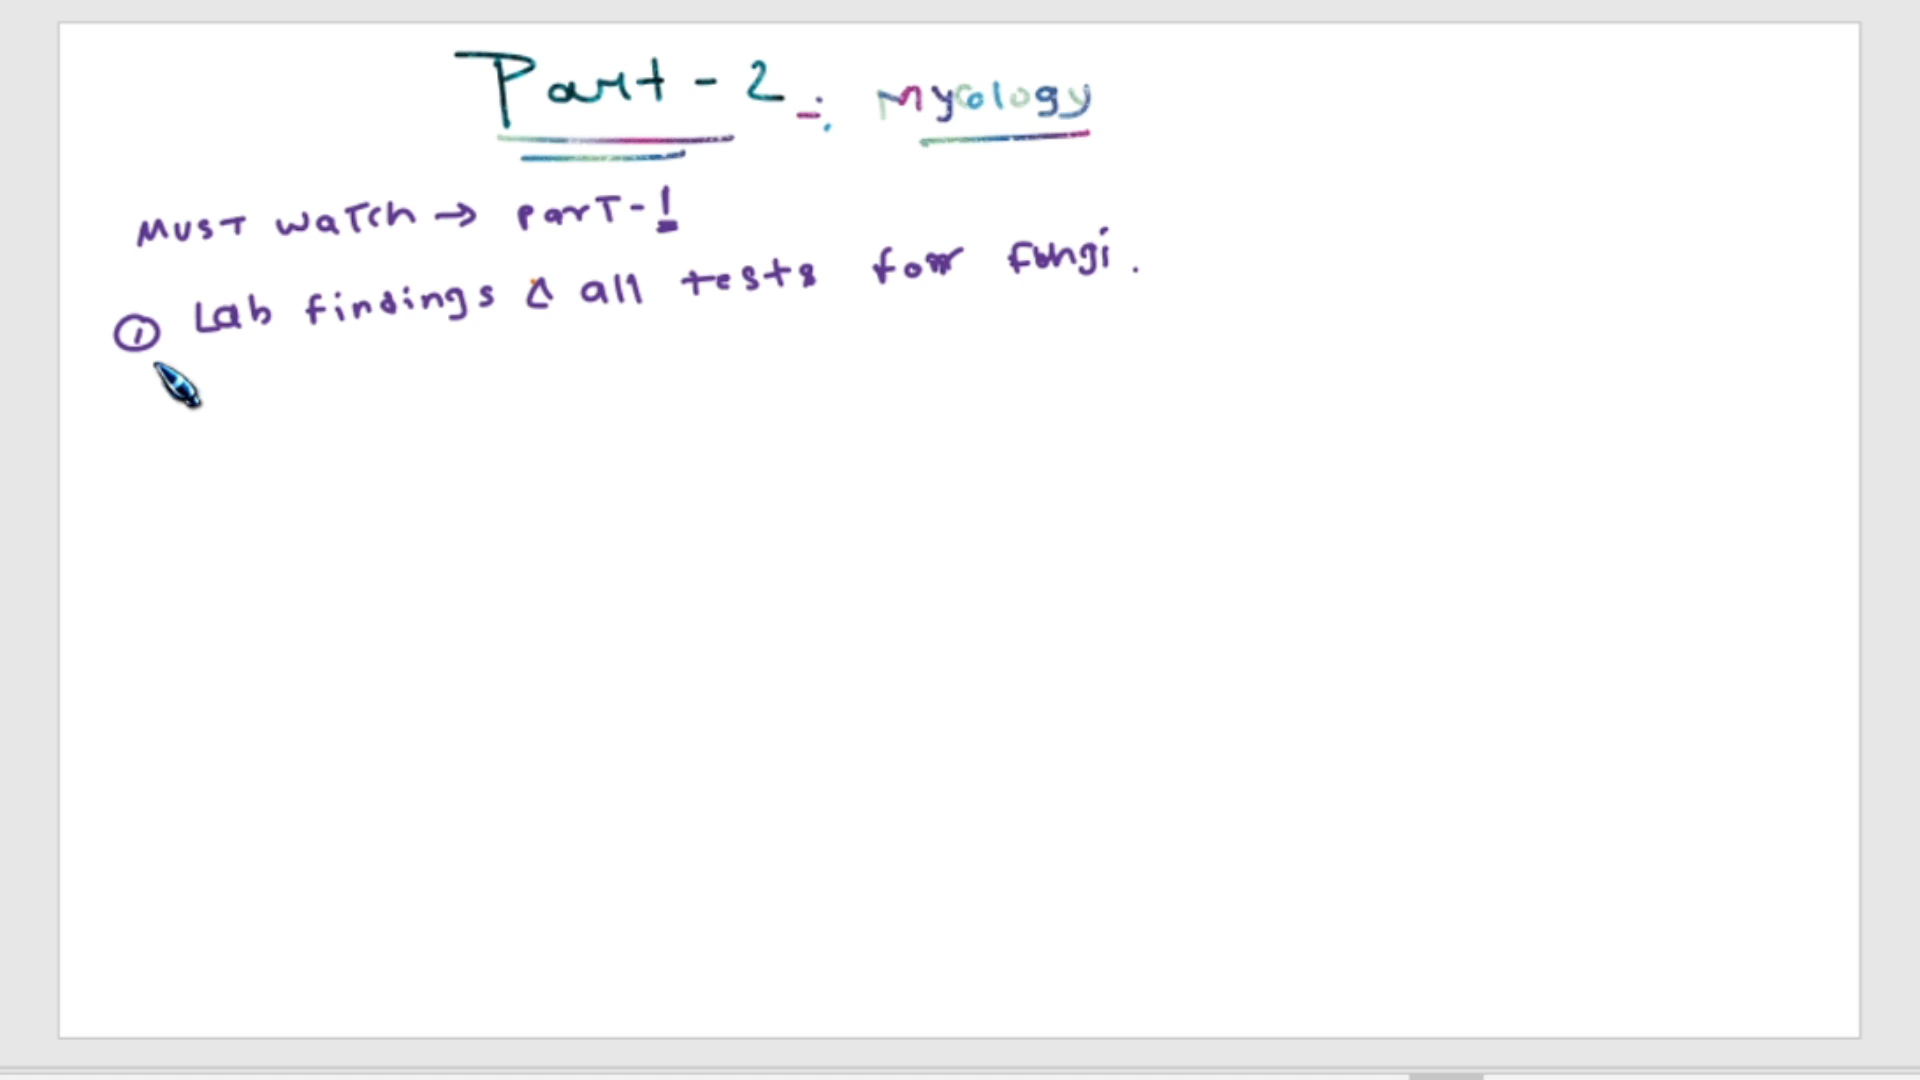 Part - 2 -: Mycology
Must watch → part - 1
① Lab findings & all tests for fungi.